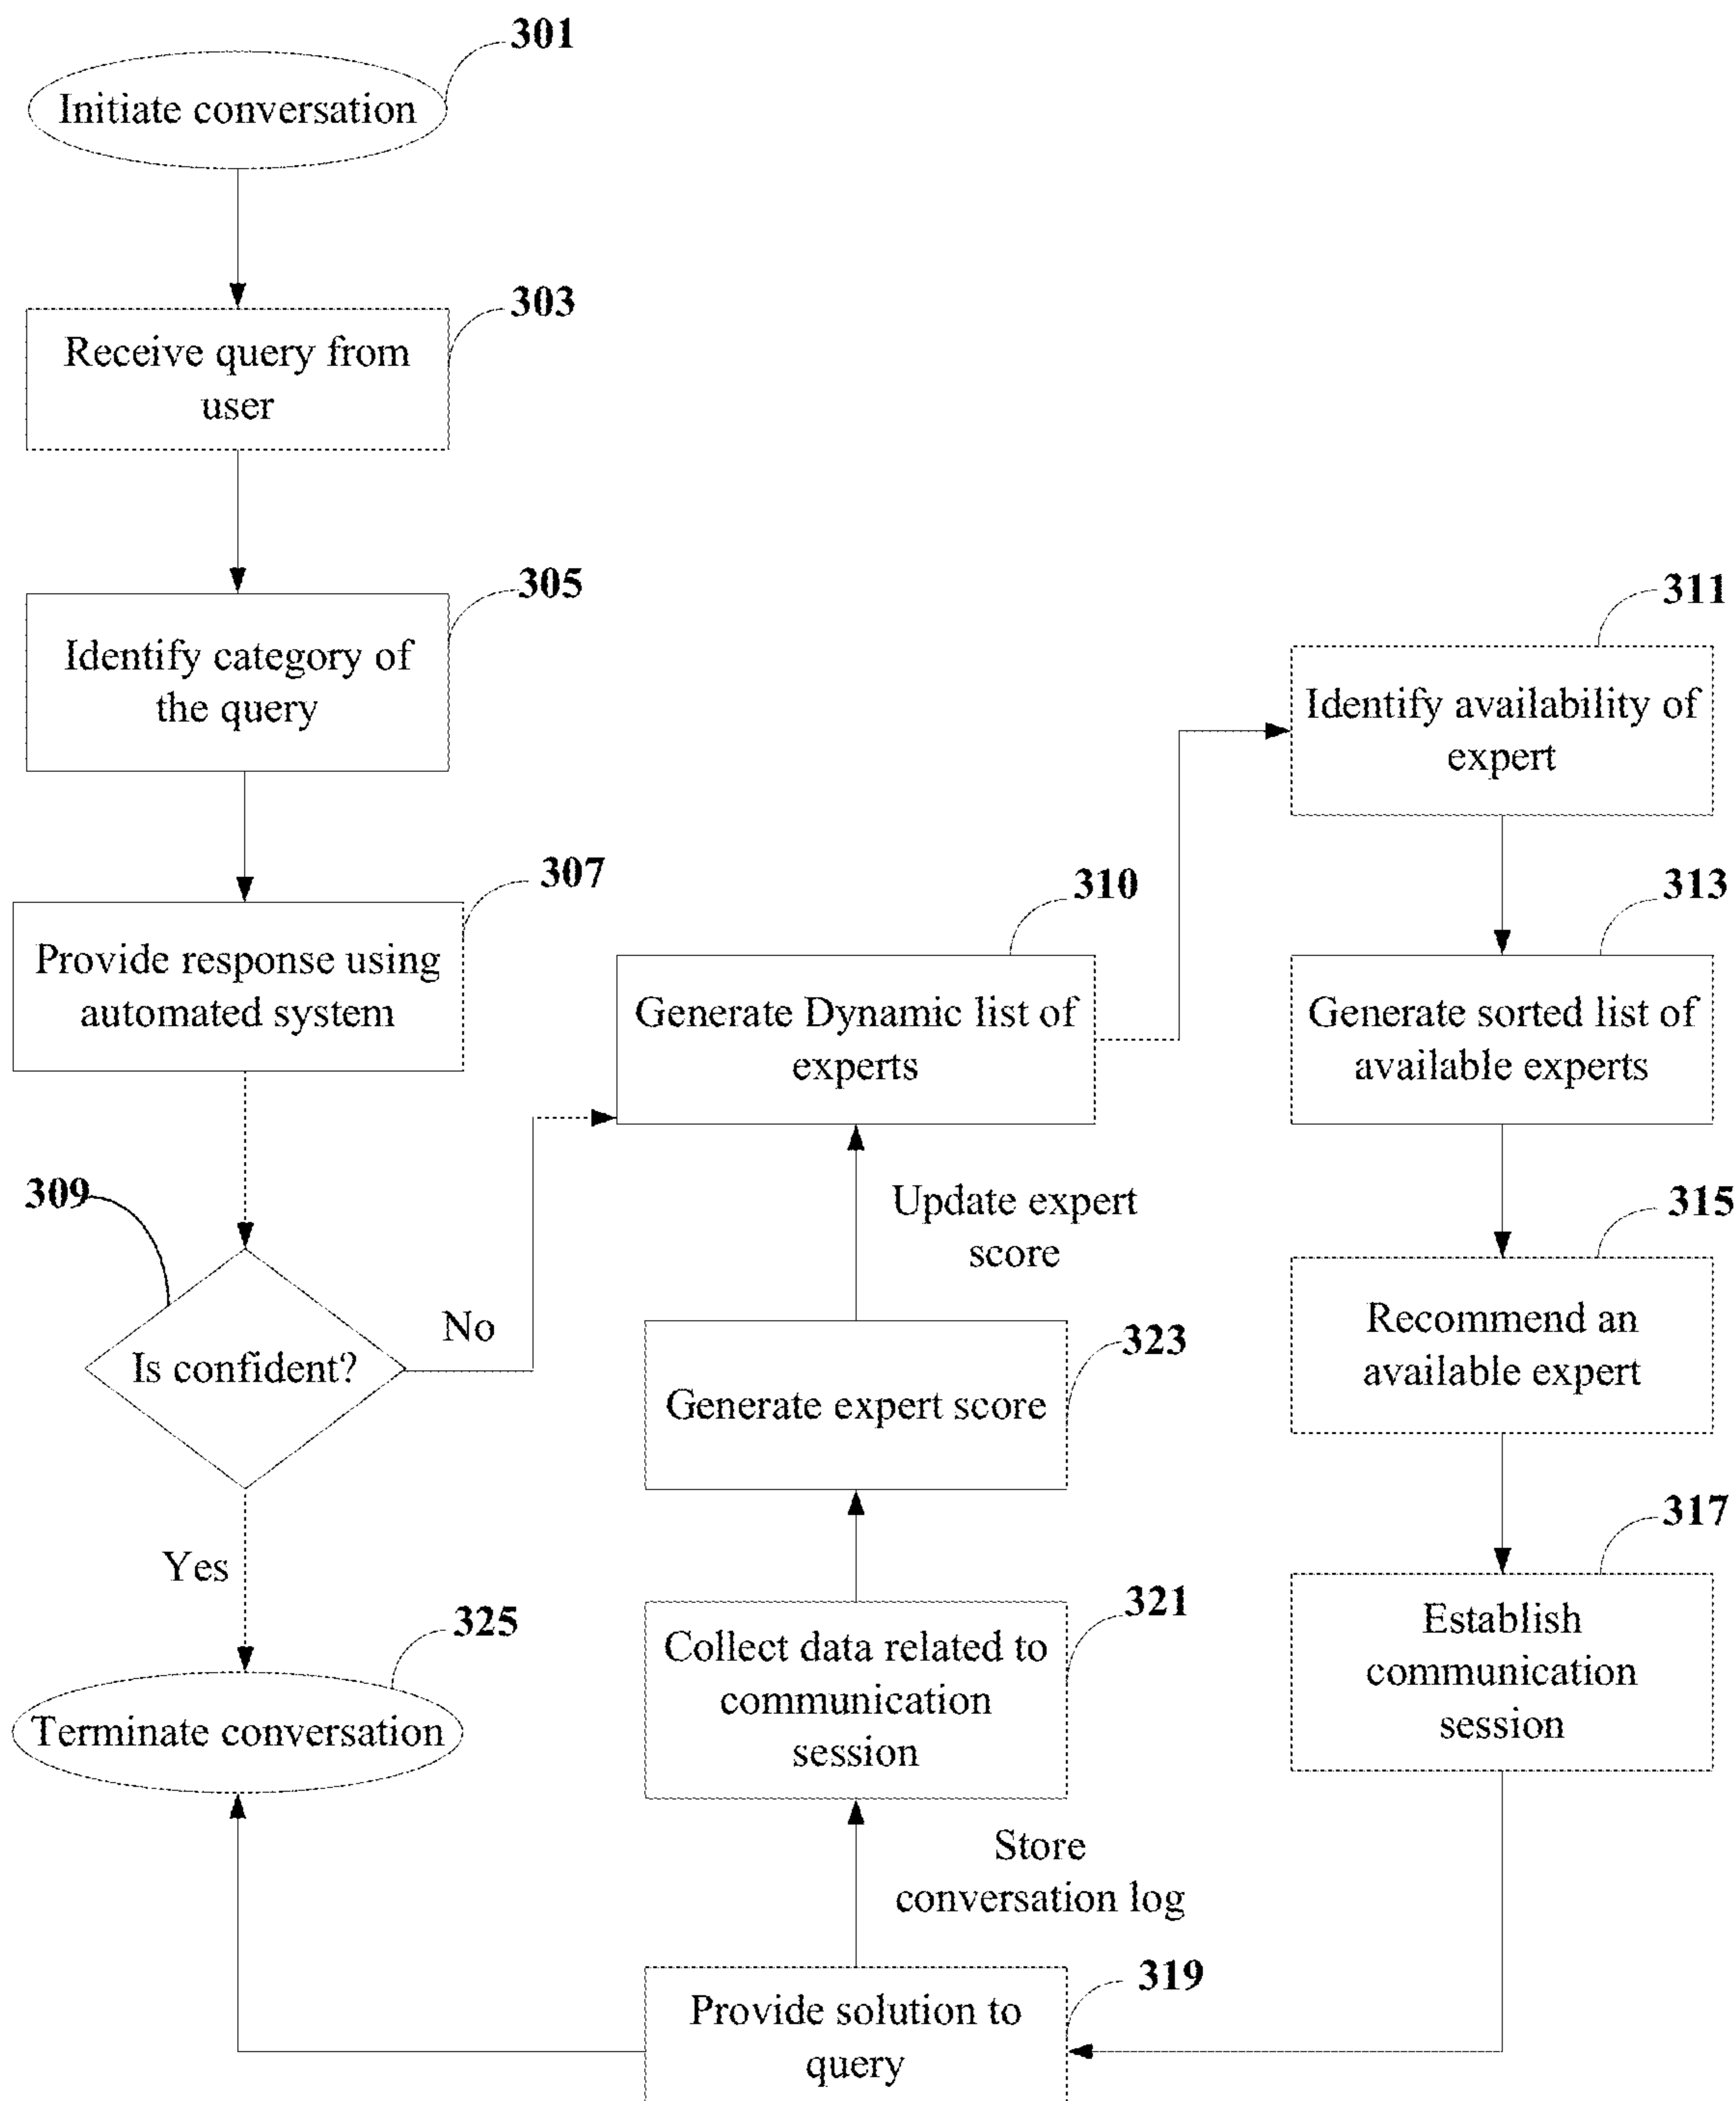 301
Initiate conversation
303
Receive query from
user
305
Identify category of
the query
307
Provide response using
automated system
309
Is confident?
No
Yes
325
Terminate conversation
310
Generate Dynamic list of
experts
Update expert
score
323
Generate expert score
321
Collect data related to
communication
session
Store
conversation log
319
Provide solution to
query
311
Identify availability of
expert
313
Generate sorted list of
available experts
315
Recommend an
available expert
317
Establish
communication
session